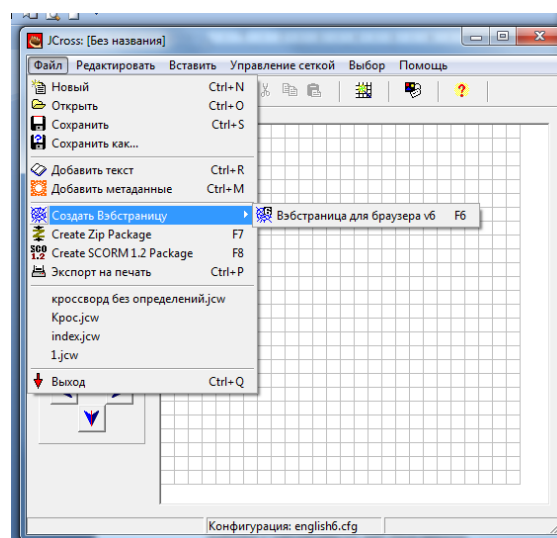 JCross: [Без названия]
Файл Редактировать Вставить Управление сеткой Выбор Помощь
Новый Ctrl+N
Открыть Ctrl+O
Сохранить Ctrl+S
Сохранить как...
Добавить текст Ctrl+R
Добавить метаданные Ctrl+M
Создать Вэбстраницу Вэбстраница для браузера v6 F6
Create Zip Package F7
SCO 1.2 Create SCORM 1.2 Package F8
Экспорт на печать Ctrl+P
кроссворд без определений.jcw
Крос.jcw
index.jcw
1.jcw
Выход Ctrl+Q
Конфигурация: english6.cfg